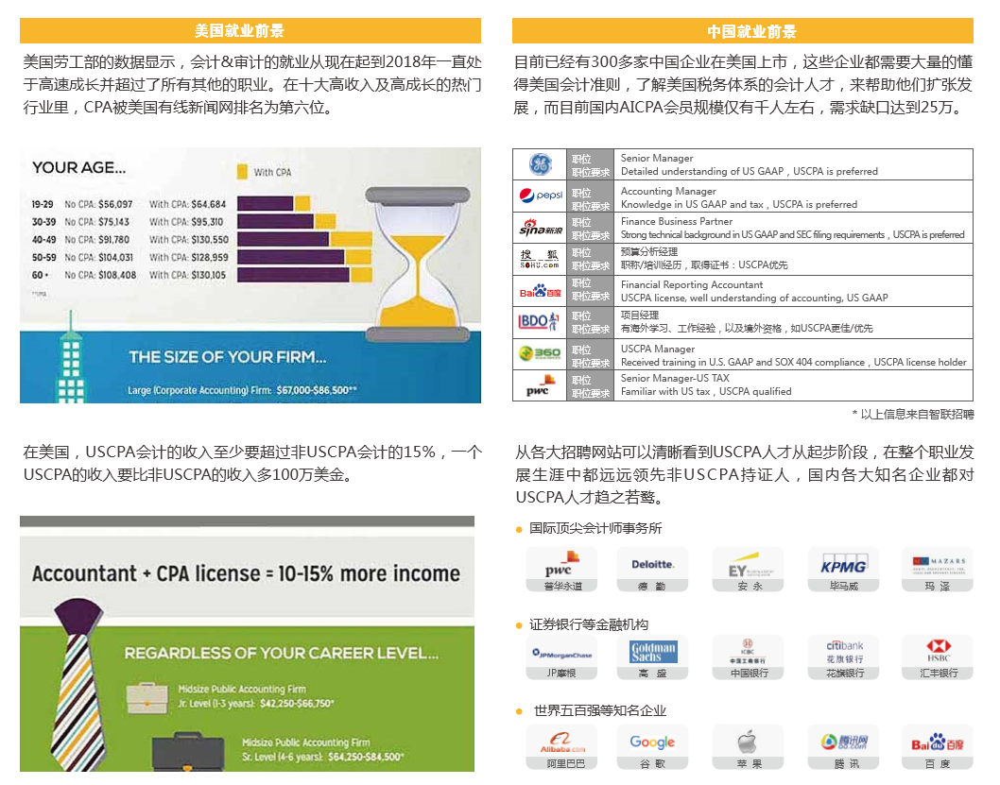 美国就业前景
美国劳工部的数据显示，会计&审计的就业从现在起到2018年一直处
于高速成长并超过了所有其他的职业。在十大高收入及高成长的热门
行业里，CPA被美国有线新闻网排名为第六位。
YOUR AGE...
With CPA
19-29 No CPA: $56,097 With CPA: $64,684
30-39 No CPA: $75,143 With CPA: $95,310
40-49 No CPA: $91,780 With CPA: $130,550
50-59 No CPA: $104,031 With CPA: $128,959
60+ No CPA: $108,408 With CPA: $130,105
THE SIZE OF YOUR FIRM...
Large (Corporate Accounting) Firm: $67,000-$86,500**
在美国，USCPA会计的收入至少要超过非USCPA会计的15%，一个
USCPA的收入要比非USCPA的收入多100万美金。
Accountant + CPA license = 10-15% more income
REGARDLESS OF YOUR CAREER LEVEL...
Midsize Public Accounting Firm
Jr. Level (1-3 years): $42,250-$66,750*
Midsize Public Accounting Firm
Sr. Level (4-6 years): $64,250-$84,500*
中国就业前景
目前已经有300多家中国企业在美国上市，这些企业都需要大量的懂
得美国会计准则，了解美国税务体系的会计人才，来帮助他们扩张发
展，而目前国内AICPA会员规模仅有千人左右，需求缺口达到25万。
职位 Senior Manager
职位要求 Detailed understanding of US GAAP，USCPA is preferred
pepsi
职位 Accounting Manager
职位要求 Knowledge in US GAAP and tax，USCPA is preferred
sina新浪
职位 Finance Business Partner
职位要求 Strong technical background in US GAAP and SEC filing requirements，USCPA is preferred
搜狐
SOHU.com
职位 预算分析经理
职位要求 职称/培训经历，取得证书：USCPA优先
Bai百度
职位 Financial Reporting Accountant
职位要求 USCPA license, well understanding of accounting, US GAAP
BDO
职位 项目经理
职位要求 有海外学习、工作经验，以及境外资格，如USCPA更佳/优先
360
职位 USCPA Manager
职位要求 Received training in U.S. GAAP and SOX 404 compliance，USCPA license holder
pwc
职位 Senior Manager-US TAX
职位要求 Familiar with US tax，USCPA qualified
* 以上信息来自智联招聘
从各大招聘网站可以清晰看到USCPA人才从起步阶段，在整个职业发
展生涯中都远远领先非USCPA持证人，国内各大知名企业都对
USCPA人才趋之若鹜。
国际顶尖会计师事务所
pwc Deloitte. EY KPMG MAZARS
普华永道 德勤 安永 毕马威 玛泽
证券银行等金融机构
JPMorganChase Goldman Sachs ICBC 中国工商银行 citibank 花旗银行 HSBC
JP摩根 高盛 中国银行 花旗银行 汇丰银行
世界五百强等知名企业
Alibaba.com Google 腾讯网 QQ.com Bai百度
阿里巴巴 谷歌 苹果 腾讯 百度